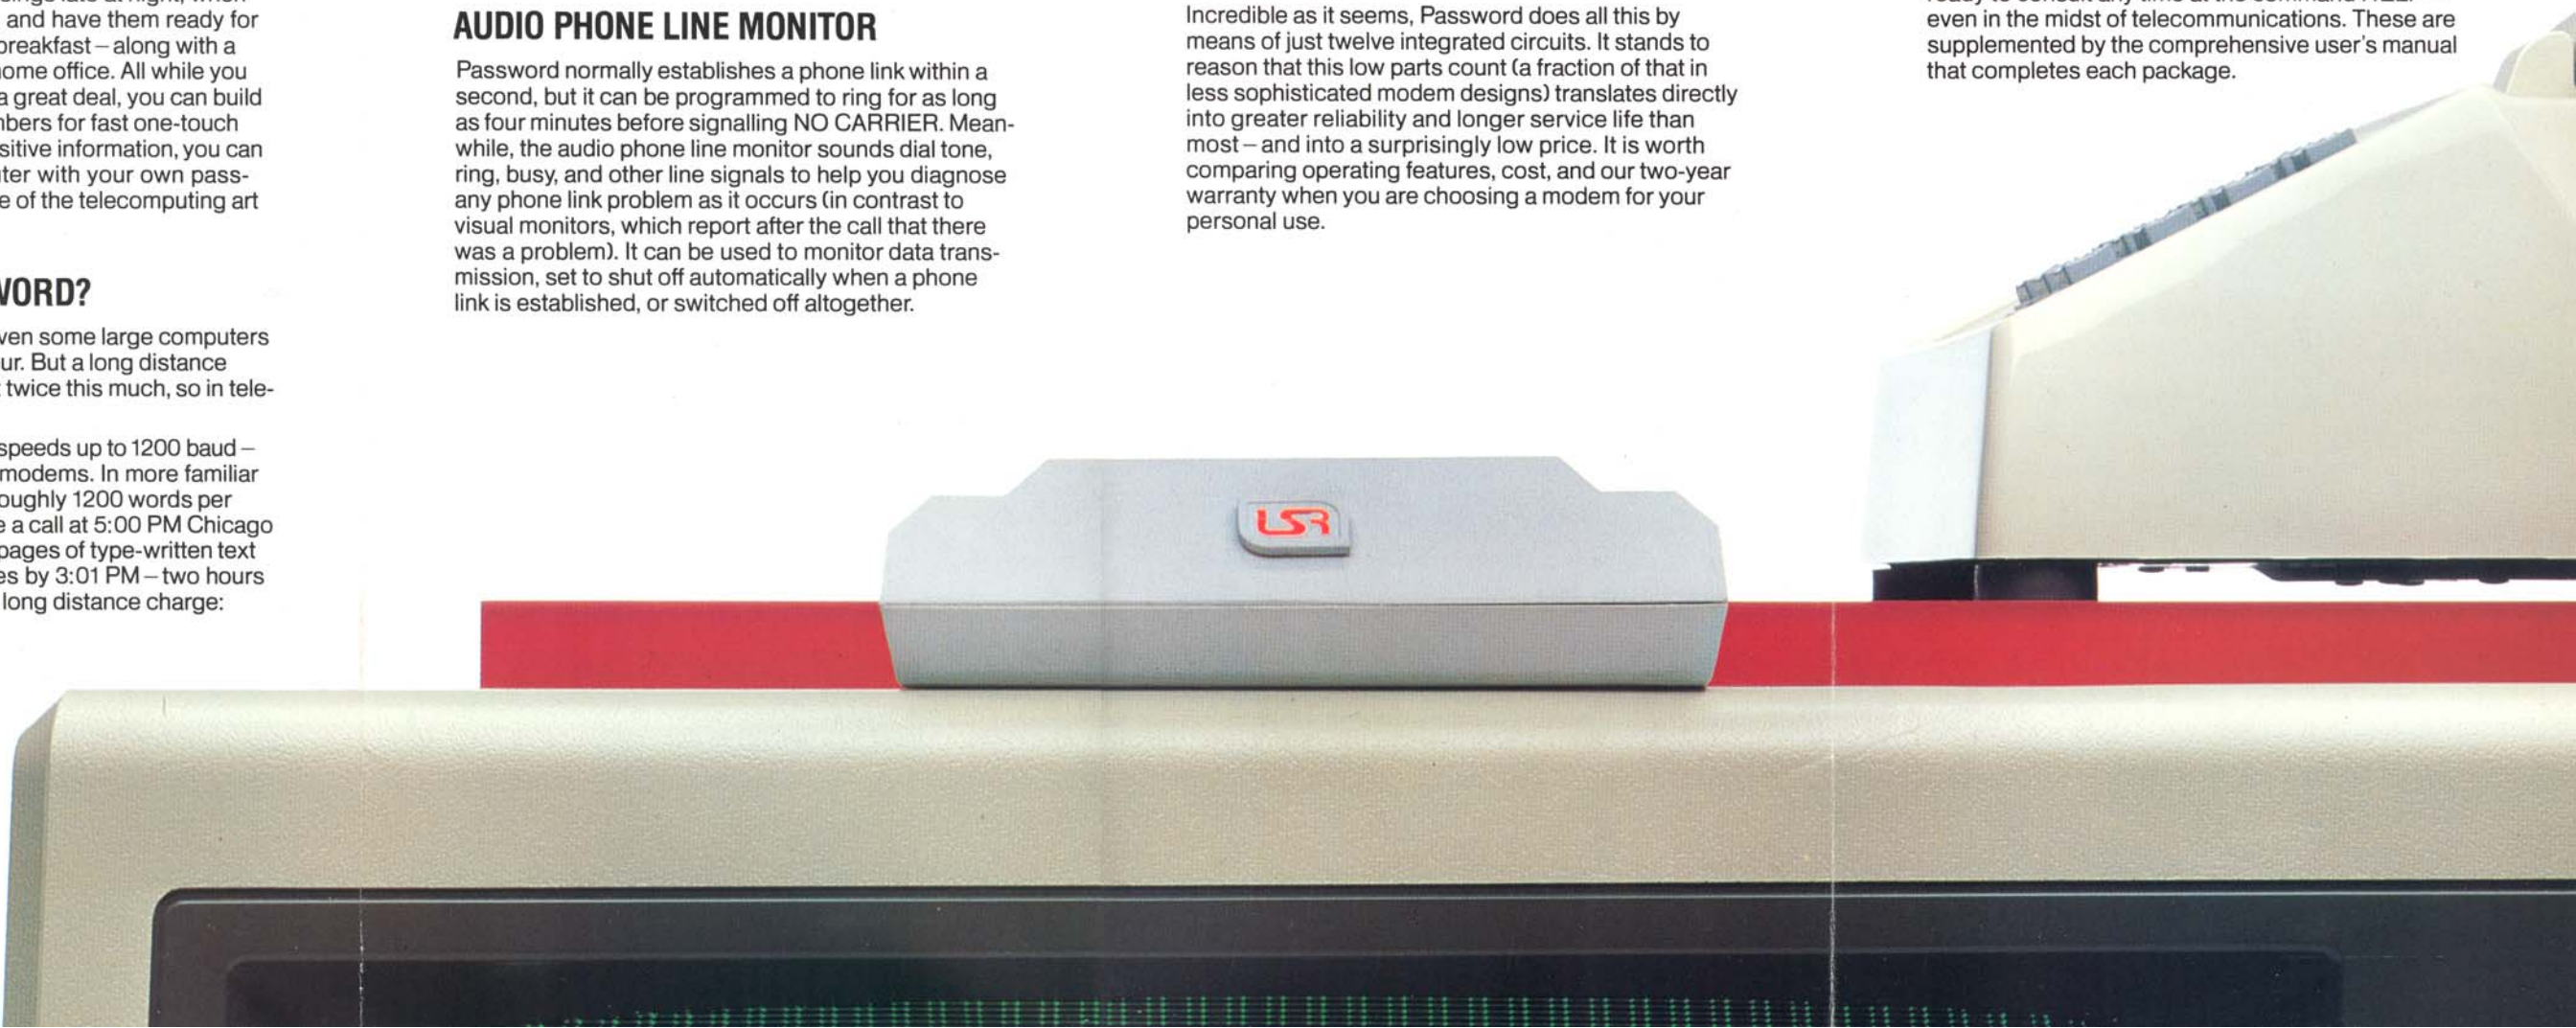 and have them ready for
breakfast – along with a
home office. All while you
a great deal, you can build
for fast one-touch
sensitive information, you can
with your own pass-
of the telecomputing art
even some large computers
But a long distance
twice this much, so in tele-
speeds up to 1200 baud –
modems. In more familiar
roughly 1200 words per
a call at 5:00 PM Chicago
pages of type-written text
by 3:01 PM – two hours
long distance charge:
AUDIO PHONE LINE MONITOR
Password normally establishes a phone link within a
second, but it can be programmed to ring for as long
as four minutes before signalling NO CARRIER. Mean-
while, the audio phone line monitor sounds dial tone,
ring, busy, and other line signals to help you diagnose
any phone link problem as it occurs (in contrast to
visual monitors, which report after the call that there
was a problem). It can be used to monitor data trans-
mission, set to shut off automatically when a phone
link is established, or switched off altogether.
Incredible as it seems, Password does all this by
means of just twelve integrated circuits. It stands to
reason that this low parts count (a fraction of that in
less sophisticated modem designs) translates directly
into greater reliability and longer service life than
most – and into a surprisingly low price. It is worth
comparing operating features, cost, and our two-year
warranty when you are choosing a modem for your
personal use.
even in the midst of telecommunications. These are
supplemented by the comprehensive user's manual
that completes each package.
USR